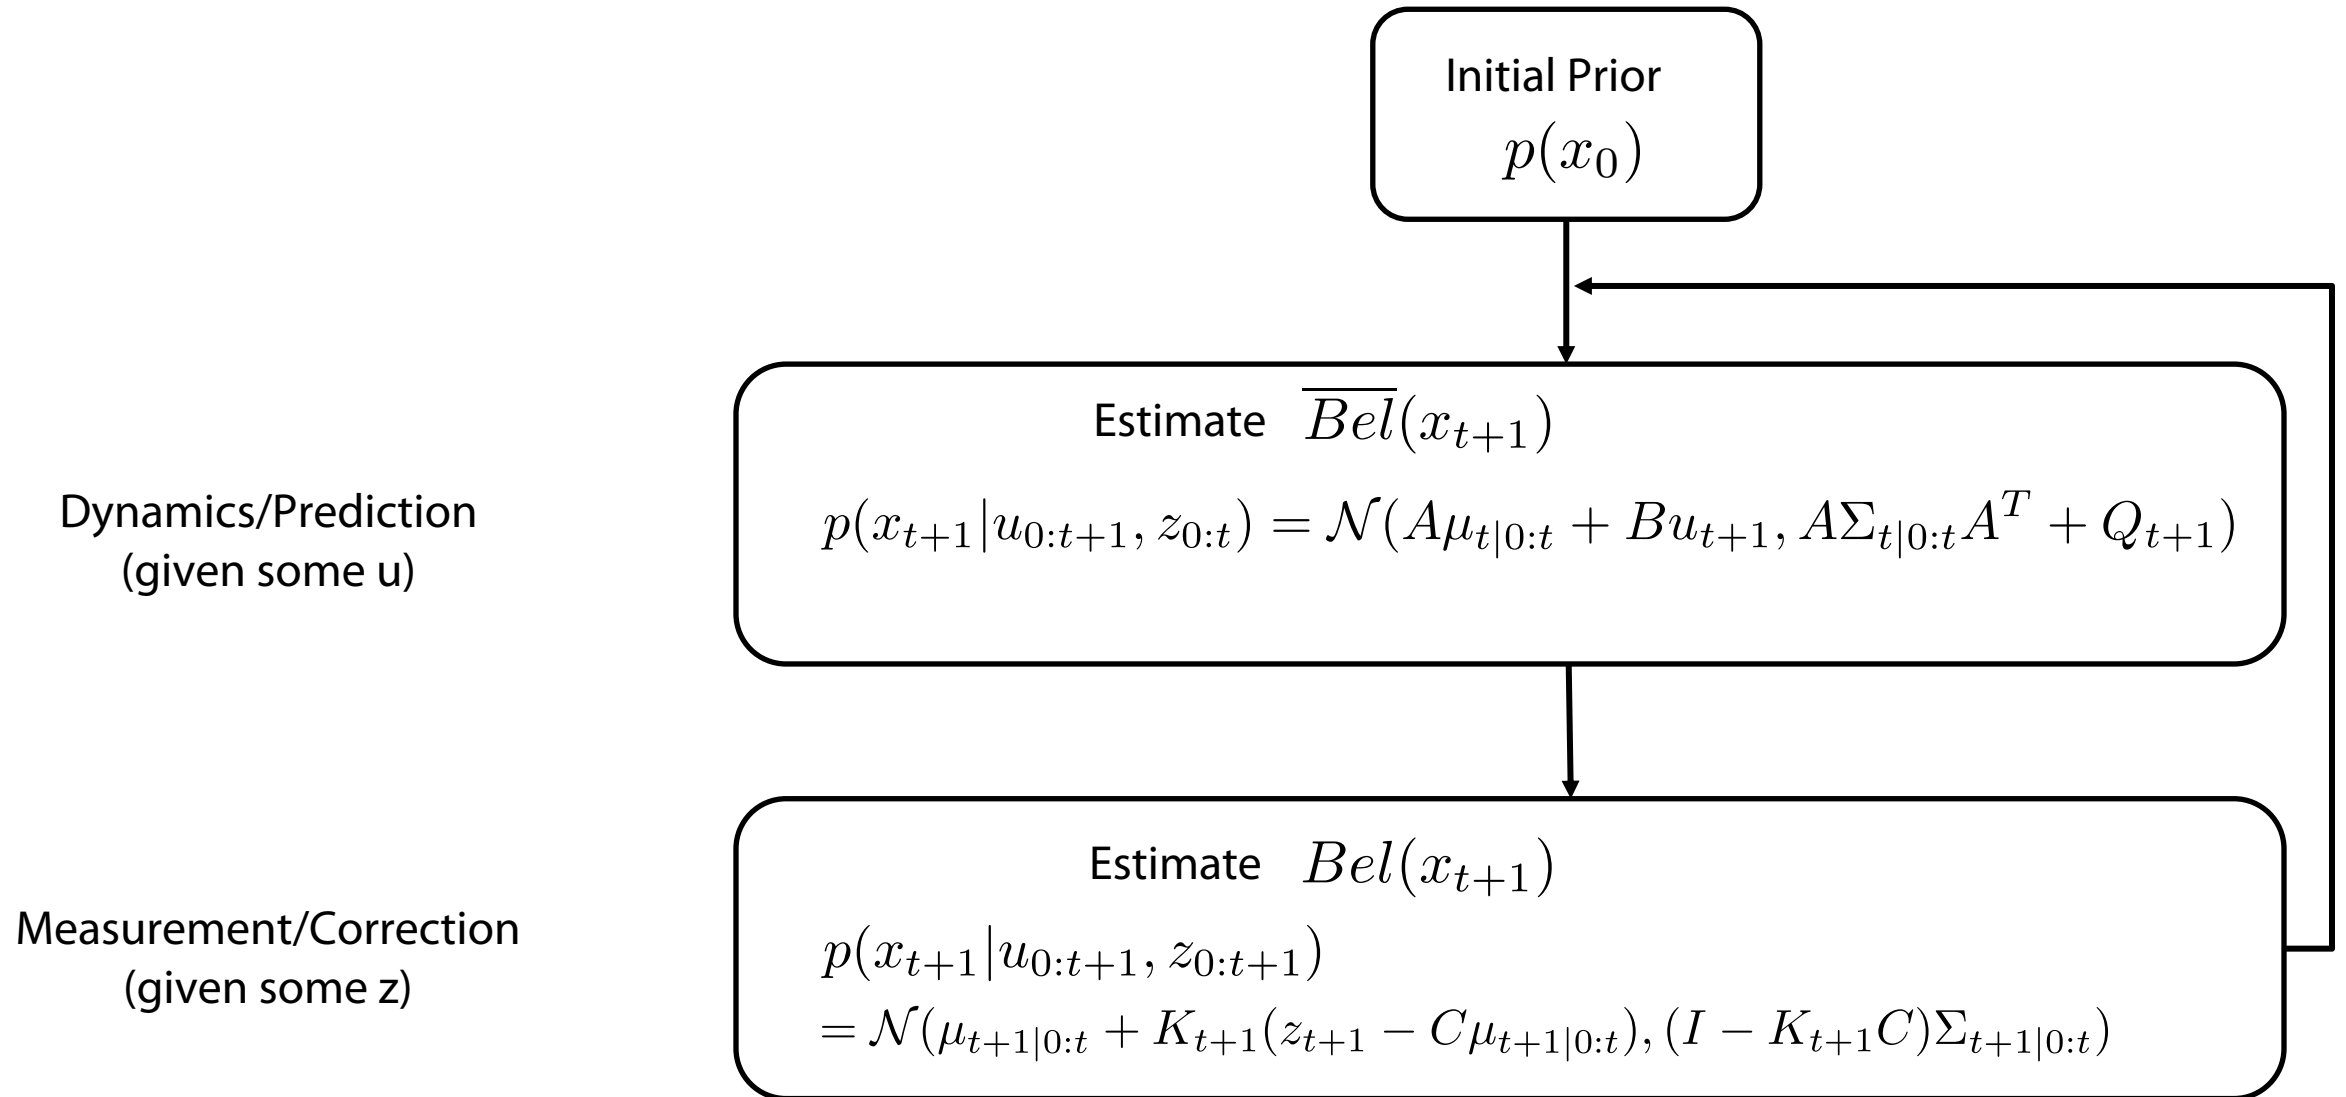 Initial Prior
$p(x_0)$
Estimate $\overline{Bel}(x_{t+1})$
Dynamics/Prediction
(given some u)
$p(x_{t+1}|u_{0:t+1}, z_{0:t}) = \mathcal{N}(A\mu_{t|0:t} + Bu_{t+1}, A\Sigma_{t|0:t}A^T + Q_{t+1})$
Estimate $Bel(x_{t+1})$
Measurement/Correction
(given some z)
$p(x_{t+1}|u_{0:t+1}, z_{0:t+1})$
$= \mathcal{N}(\mu_{t+1|0:t} + K_{t+1}(z_{t+1} - C\mu_{t+1|0:t}), (I - K_{t+1}C)\Sigma_{t+1|0:t})$